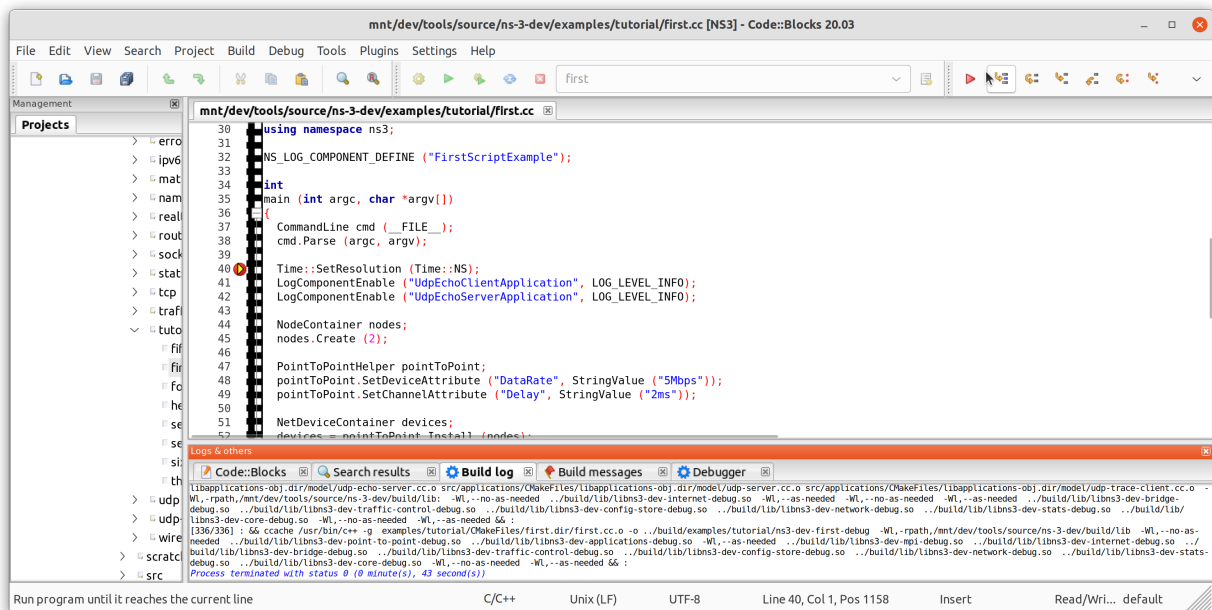 mnt/dev/tools/source/ns-3-dev/examples/tutorial/first.cc [NS3] - Code::Blocks 20.03
File Edit View Search Project Build Debug Tools Plugins Settings Help
first
Management
Projects
erro
ipv6
mat
nam
real
rout
sock
stat
tcp
traf
tuto
fi
fir
fo
he
se
se
si
th
udp
udp-
wire
scratch
src
mnt/dev/tools/source/ns-3-dev/examples/tutorial/first.cc
30 using namespace ns3;
31
32 NS_LOG_COMPONENT_DEFINE ("FirstScriptExample");
33
34 int
35 main (int argc, char *argv[])
36 {
37 CommandLine cmd (__FILE__);
38 cmd.Parse (argc, argv);
39
40 Time::SetResolution (Time::NS);
41 LogComponentEnable ("UdpEchoClientApplication", LOG_LEVEL_INFO);
42 LogComponentEnable ("UdpEchoServerApplication", LOG_LEVEL_INFO);
43
44 NodeContainer nodes;
45 nodes.Create (2);
46
47 PointToPointHelper pointToPoint;
48 pointToPoint.SetDeviceAttribute ("DataRate", StringValue ("5Mbps"));
49 pointToPoint.SetChannelAttribute ("Delay", StringValue ("2ms"));
50
51 NetDeviceContainer devices;
52 devices = pointToPoint.Install (nodes);
Logs & others
Code::Blocks Search results Build log Build messages Debugger
libapplications-obj.dir/model/udp-echo-server.cc.o src/applications/CMakeFiles/libapplications-obj.dir/model/udp-server.cc.o src/applications/CMakeFiles/libapplications-obj.dir/model/udp-trace-client.cc.o -
Wl,-rpath,/mnt/dev/tools/source/ns-3-dev/build/lib: -Wl,--no-as-needed ../build/lib/libns3-dev-internet-debug.so -Wl,--as-needed -Wl,--no-as-needed -Wl,--as-needed ../build/lib/libns3-dev-bridge-
debug.so ../build/lib/libns3-dev-traffic-control-debug.so ../build/lib/libns3-dev-config-store-debug.so ../build/lib/libns3-dev-network-debug.so ../build/lib/libns3-dev-stats-debug.so ../build/lib/
libns3-dev-core-debug.so -Wl,--no-as-needed -Wl,--as-needed && :
[336/336] : && ccache /usr/bin/c++ -g examples/tutorial/CMakeFiles/first.dir/first.cc.o -o ../build/examples/tutorial/ns3-dev-first-debug -Wl,-rpath,/mnt/dev/tools/source/ns-3-dev/build/lib -Wl,--no-as-
needed ../build/lib/libns3-dev-point-to-point-debug.so ../build/lib/libns3-dev-applications-debug.so -Wl,--as-needed ../build/lib/libns3-dev-mpi-debug.so ../build/lib/libns3-dev-internet-debug.so ../
build/lib/libns3-dev-bridge-debug.so ../build/lib/libns3-dev-traffic-control-debug.so ../build/lib/libns3-dev-config-store-debug.so ../build/lib/libns3-dev-network-debug.so ../build/lib/libns3-dev-stats-
debug.so ../build/lib/libns3-dev-core-debug.so -Wl,--no-as-needed -Wl,--as-needed && :
Process terminated with status 0 (0 minute(s), 43 second(s))
Run program until it reaches the current line C/C++ Unix (LF) UTF-8 Line 40, Col 1, Pos 1158 Insert Read/Wri... default